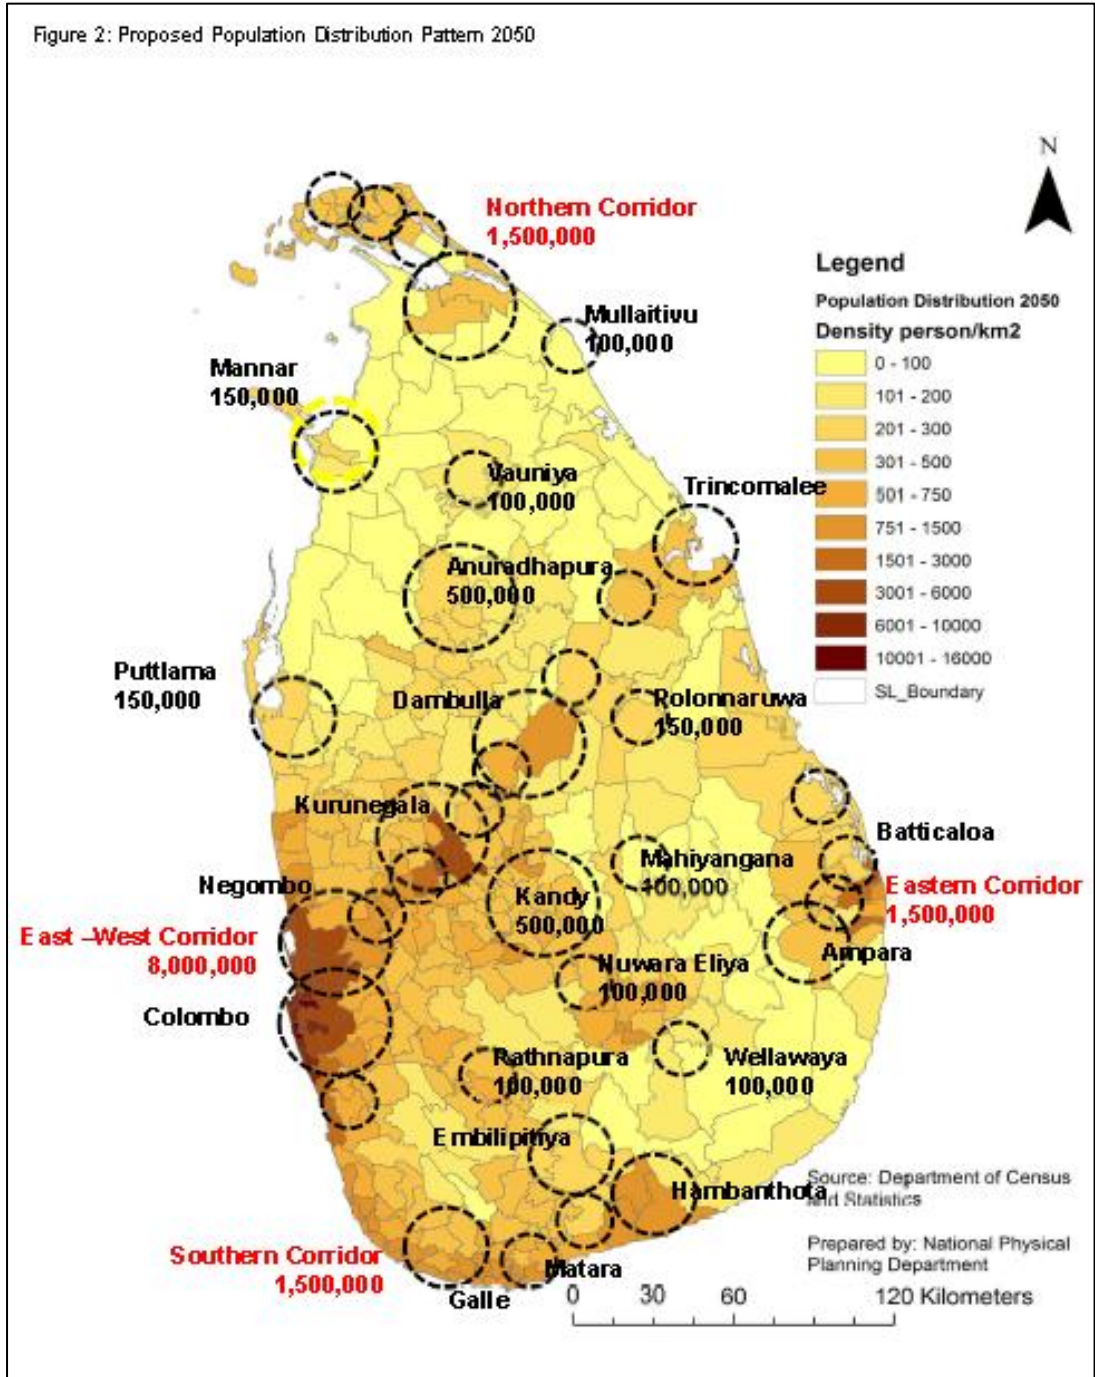 Figure 2: Proposed Population Distribution Pattern 2050
N
Northern Corridor
1,500,000
Legend
Population Distribution 2050
Density person/km2
0 - 100
101 - 200
201 - 300
301 - 500
501 - 750
751 - 1500
1501 - 3000
3001 - 6000
6001 - 10000
10001 - 16000
SL_Boundary
Mullaitivu
100,000
Mannar
150,000
Vauniya
100,000
Trincomalee
Anuradhapura
500,000
Puttlama
150,000
Dambulla
Rolonnaruwa
150,000
Kurunegala
Batticaloa
Mahiyangana
100,000
Negombo
Kandy
500,000
Eastern Corridor
1,500,000
East –West Corridor
8,000,000
Ampara
Nuwara Eliya
100,000
Colombo
Rathnapura
100,000
Wellawaya
100,000
Embilipitiya
Hambanthota
Source: Department of Census
and Statistics
Southern Corridor
1,500,000
Matara
Galle
Prepared by: National Physical
Planning Department
0 30 60 120 Kilometers